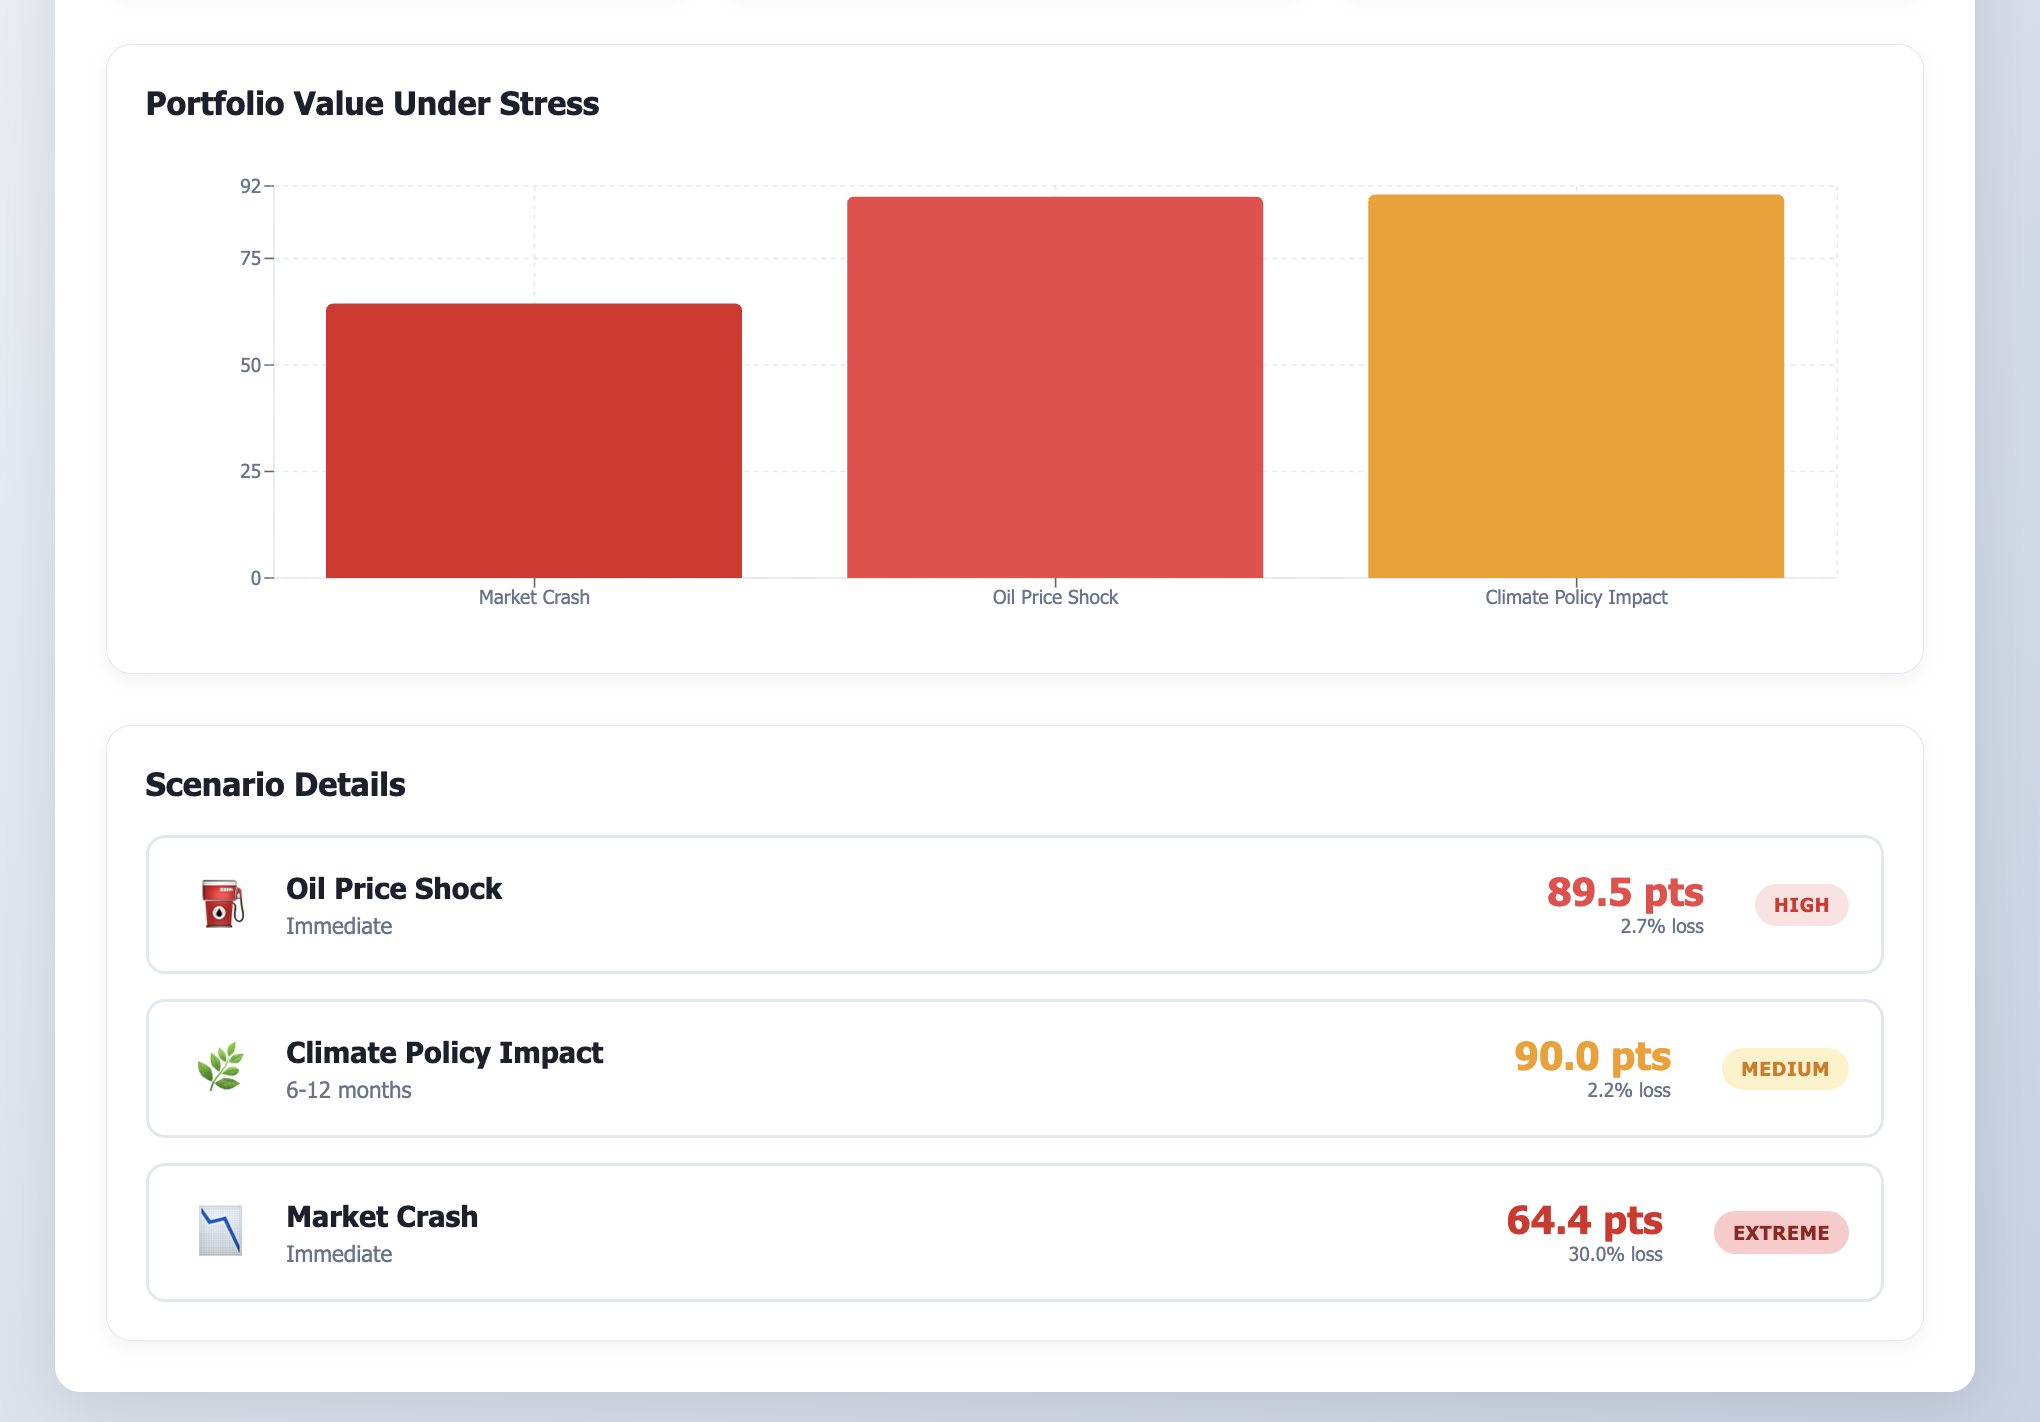 Portfolio Value Under Stress
92
75
50
25
0
Market Crash
Oil Price Shock
Climate Policy Impact
Scenario Details
Oil Price Shock
Immediate
89.5 pts
2.7% loss
HIGH
Climate Policy Impact
6-12 months
90.0 pts
2.2% loss
MEDIUM
Market Crash
Immediate
64.4 pts
30.0% loss
EXTREME